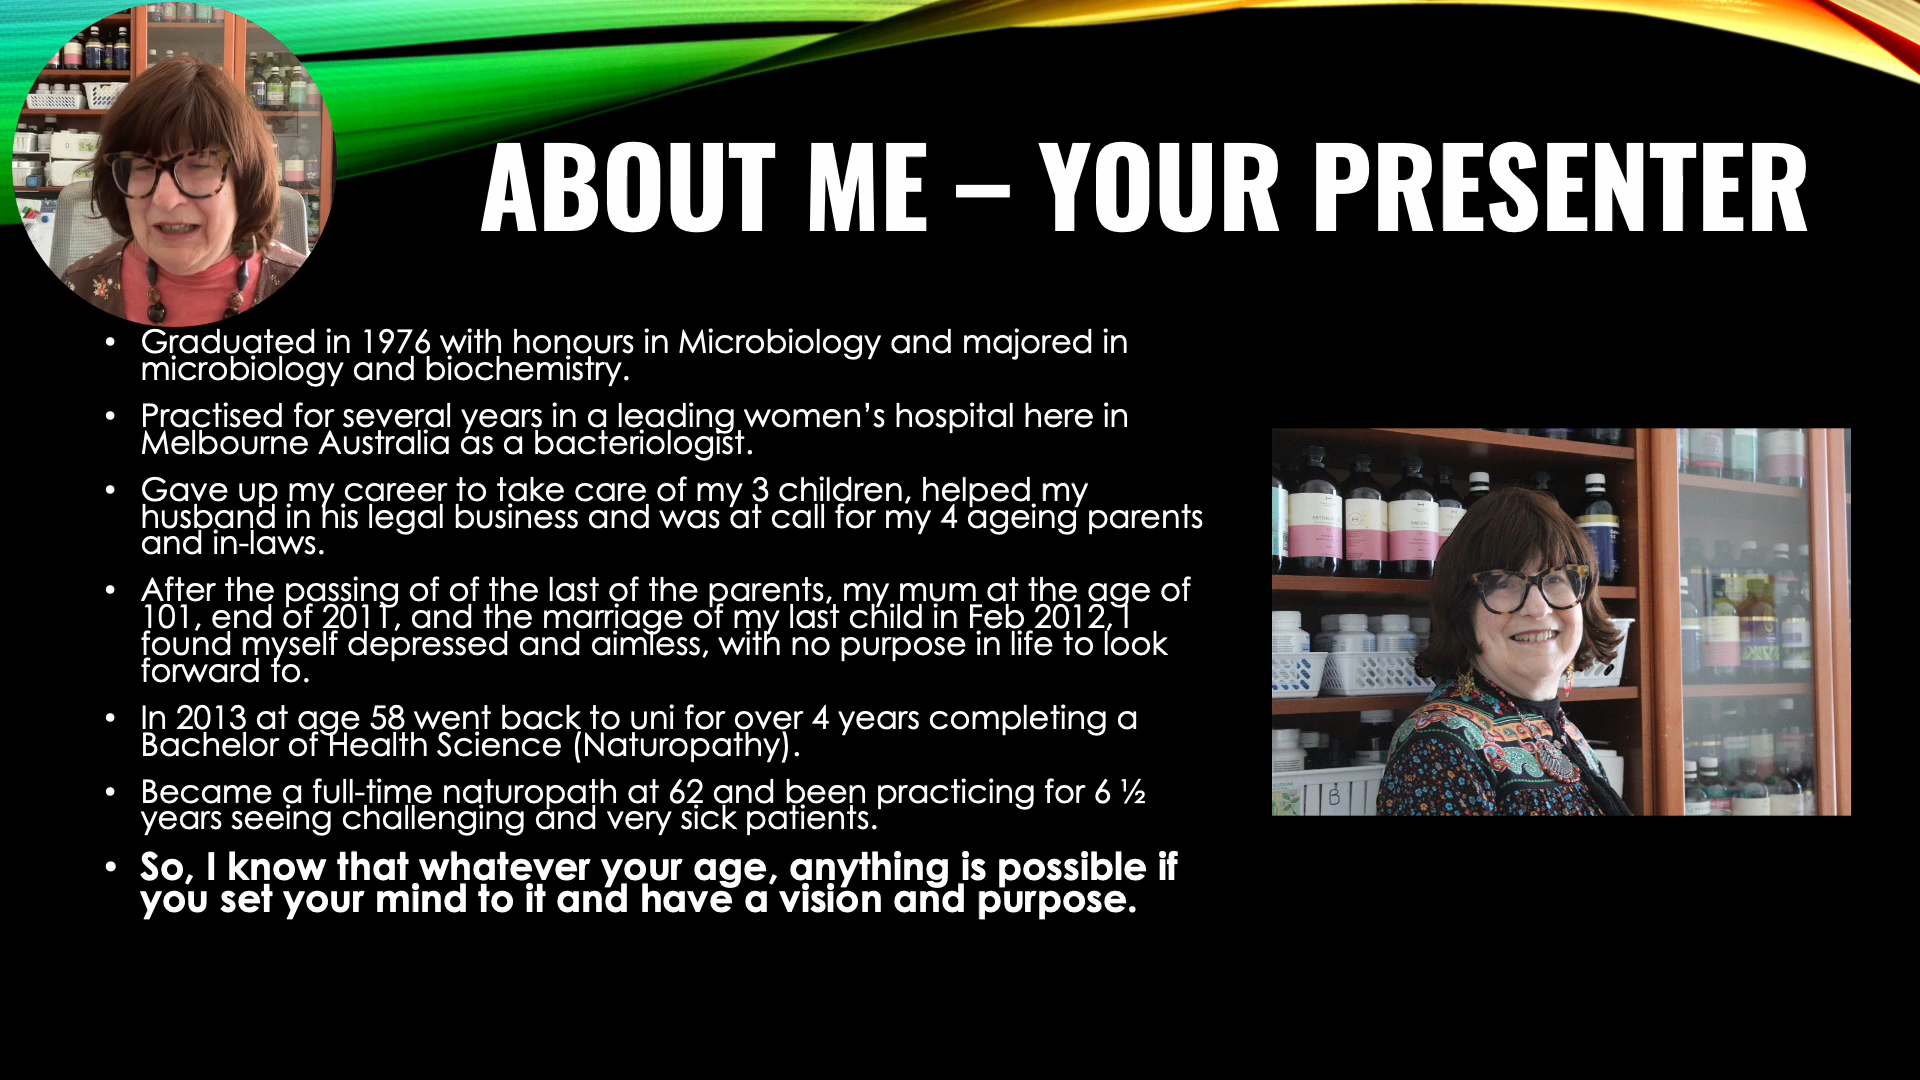 ABOUT ME – YOUR PRESENTER
• Graduated in 1976 with honours in Microbiology and majored in
microbiology and biochemistry.
• Practised for several years in a leading women’s hospital here in
Melbourne Australia as a bacteriologist.
• Gave up my career to take care of my 3 children, helped my
husband in his legal business and was at call for my 4 ageing parents
and in-laws.
• After the passing of of the last of the parents, my mum at the age of
101, end of 2011, and the marriage of my last child in Feb 2012,I
found myself depressed and aimless, with no purpose in life to look
forward to.
• In 2013 at age 58 went back to uni for over 4 years completing a
Bachelor of Health Science (Naturopathy).
• Became a full-time naturopath at 62 and been practicing for 6 ½
years seeing challenging and very sick patients.
• So, I know that whatever your age, anything is possible if
you set your mind to it and have a vision and purpose.
B